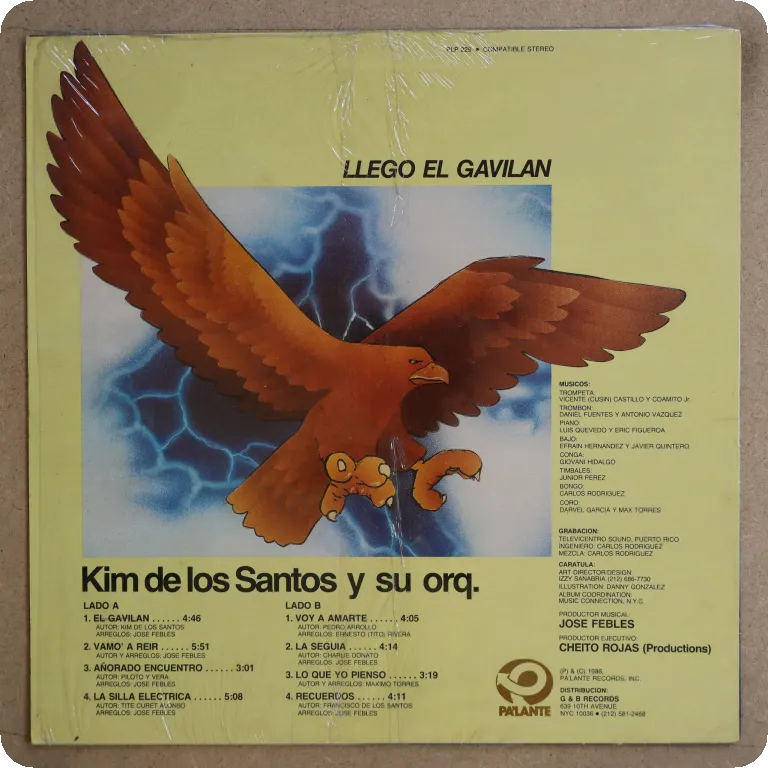 PLP 226 • COMPATIBLE STEREO
LLEGO EL GAVILAN
MUSICOS:
TROMPETA:
VICENTE (CUSIN) CASTILLO Y COAMITO Jr.
TROMBON:
DANIEL FUENTES Y ANTONIO VAZQUEZ
PIANO:
LUIS QUEVEDO Y ERIC FIGUEROA
BAJO:
EFRAIN HERNANDEZ Y JAVIER QUINTERO
CONGA:
GIOVANI HIDALGO
TIMBALES:
JUNIOR PEREZ
BONGO:
CARLOS RODRIGUEZ
CORO:
DARVEL GARCIA Y MAX TORRES
GRABACION:
TELEVICENTRO SOUND, PUERTO RICO
INGENIERO: CARLOS RODRIGUEZ
MEZCLA: CARLOS RODRIGUEZ
CARATULA:
ART DIRECTOR/DESIGN:
IZZY SANABRIA (212) 686-7730
ILLUSTRATION: DANNY GONZALEZ
ALBUM COORDINATION:
MUSIC CONNECTION, N.Y.C.
PRODUCTOR MUSICAL:
JOSE FEBLES
PRODUCTOR EJECUTIVO:
CHEITO ROJAS (Productions)
(P) & (C) 1986,
PA'LANTE RECORDS, INC.
DISTRIBUCION:
G & B RECORDS
639 10TH AVENUE
NYC 10036 • (212) 581-2468
Kim de los Santos y su orq.
LADO A
1. EL GAVILAN ...... 4:46
AUTOR: KIM DE LOS SANTOS
ARREGLOS: JOSE FEBLES
2. VAMO' A REIR ...... 5:51
AUTOR Y ARREGLOS: JOSE FEBLES
3. AÑORADO ENCUENTRO ...... 3:01
AUTOR: PILOTO Y VERA
ARREGLOS: JOSE FEBLES
4. LA SILLA ELECTRICA ...... 5:08
AUTOR: TITE CURET ALONSO
ARREGLOS: JOSE FEBLES
LADO B
1. VOY A AMARTE ...... 4:05
AUTOR: PEDRO ARROLLO
ARREGLOS: ERNESTO (TITO) RIVERA
2. LA SEGUIA ...... 4:14
AUTOR: CHARLIE DONATO
ARREGLOS: JOSE FEBLES
3. LO QUE YO PIENSO ...... 3:19
AUTOR Y ARREGLOS: MAXIMO TORRES
4. RECUERDOS ...... 4:11
AUTOR: FRANCISCO DE LOS SANTOS
ARREGLOS: JOSE FEBLES
PA'LANTE